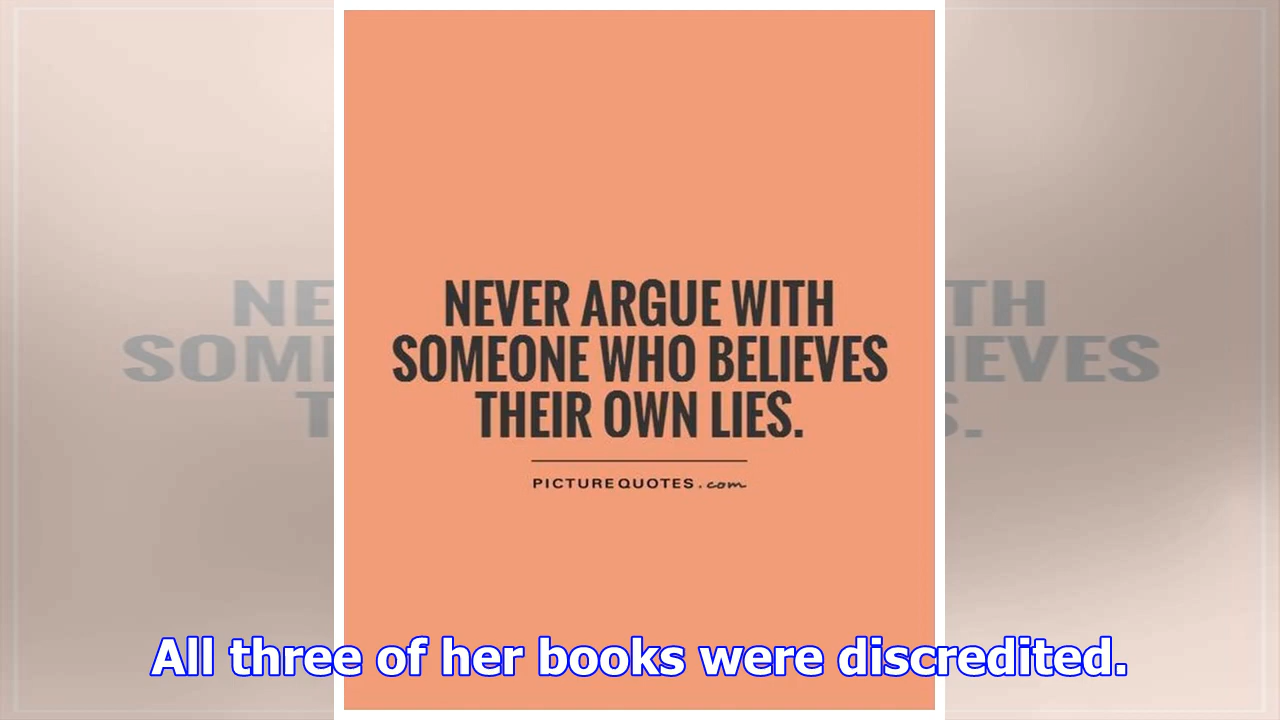 NEVER ARGUE WITH
SOMEONE WHO BELIEVES
THEIR OWN LIES.
PICTUREQUOTES.com
All three of her books were discredited.